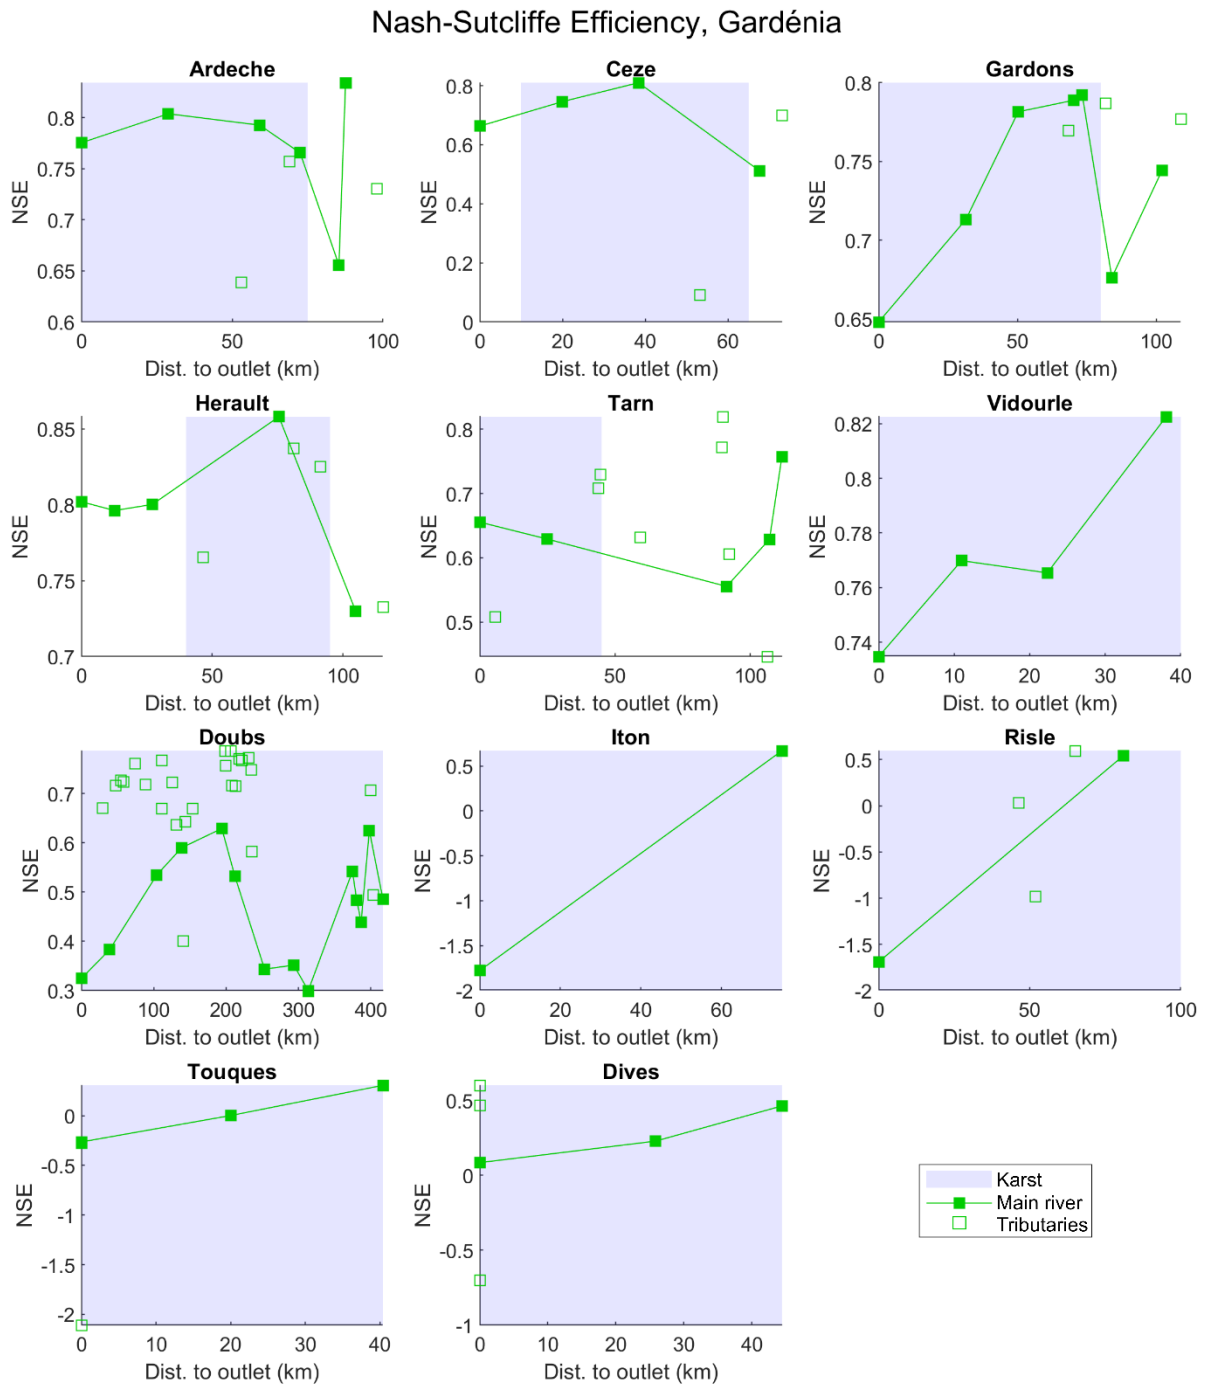 Nash-Sutcliffe Efficiency, Gardénia
Ardeche
NSE
0.8
0.75
0.7
0.65
0.6
0 50 100
Dist. to outlet (km)
Ceze
NSE
0.8
0.6
0.4
0.2
0
0 20 40 60
Dist. to outlet (km)
Gardons
NSE
0.8
0.75
0.7
0.65
0 50 100
Dist. to outlet (km)
Herault
NSE
0.85
0.8
0.75
0.7
0 50 100
Dist. to outlet (km)
Tarn
NSE
0.8
0.7
0.6
0.5
0 50 100
Dist. to outlet (km)
Vidourle
NSE
0.82
0.8
0.78
0.76
0.74
0 10 20 30 40
Dist. to outlet (km)
Doubs
NSE
0.7
0.6
0.5
0.4
0.3
0 100 200 300 400
Dist. to outlet (km)
Iton
NSE
0.5
0
-0.5
-1
-1.5
-2
0 20 40 60
Dist. to outlet (km)
Risle
NSE
0.5
0
-0.5
-1
-1.5
-2
0 50 100
Dist. to outlet (km)
Touques
NSE
0
-0.5
-1
-1.5
-2
0 10 20 30 40
Dist. to outlet (km)
Dives
NSE
0.5
0
-0.5
-1
0 10 20 30 40
Dist. to outlet (km)
Karst
Main river
Tributaries